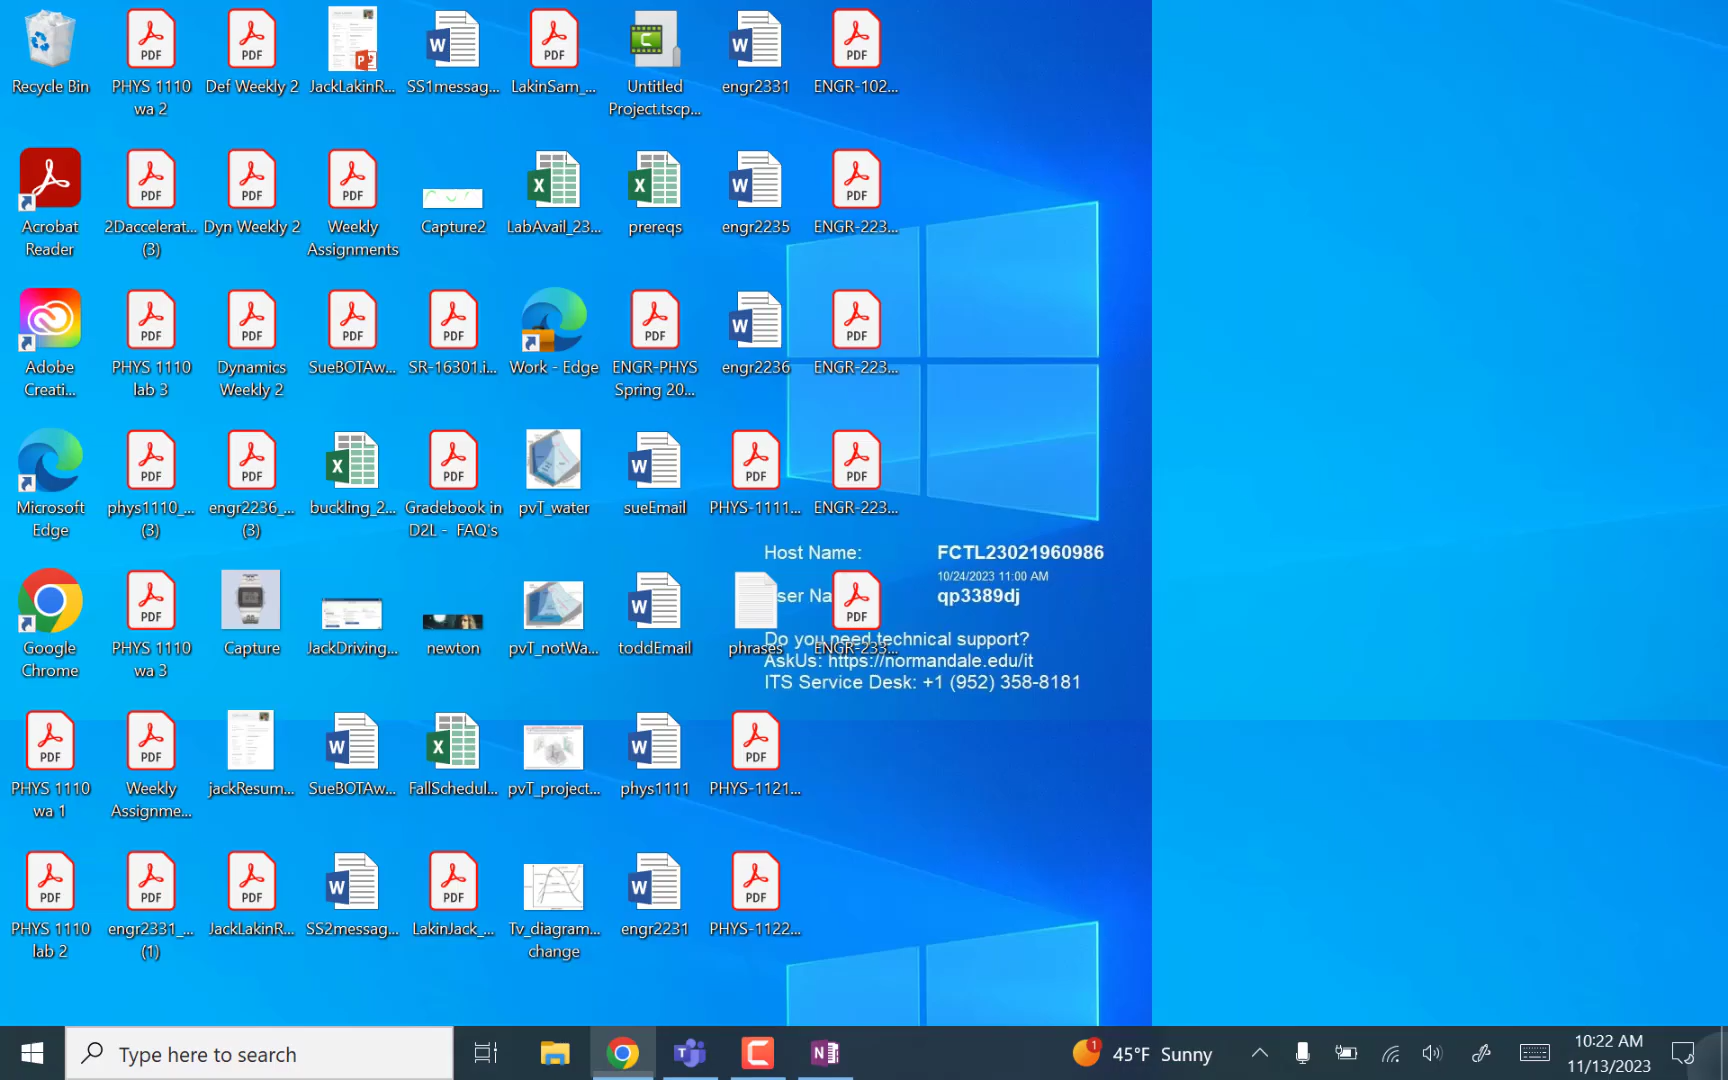 Recycle Bin
PHYS 1110
wa 2
Def Weekly 2
JackLakinR...
SS1messag...
LakinSam_...
Untitled
Project.tscp...
engr2331
ENGR-102...
Acrobat
Reader
2Daccelerat...
(3)
Dyn Weekly 2
Weekly
Assignments
Capture2
LabAvail_23...
prereqs
engr2235
ENGR-223...
Adobe
Creati...
PHYS 1110
lab 3
Dynamics
Weekly 2
SueBOTAw...
SR-16301.i...
Work - Edge
ENGR-PHYS
Spring 20...
engr2236
ENGR-223...
Microsoft
Edge
phys1110_...
(3)
engr2236_...
(3)
buckling_2...
Gradebook in
D2L - FAQ's
pvT_water
sueEmail
PHYS-1111...
ENGR-223...
Host Name: FCTL23021960986
10/24/2023 11:00 AM
ser Na qp3389dj
Google
Chrome
PHYS 1110
wa 3
Capture
JackDriving...
newton
pvT_notWa...
toddEmail
phrases
ENGR-233...
Do you need technical support?
AskUs: https://normandale.edu/it
ITS Service Desk: +1 (952) 358-8181
PHYS 1110
wa 1
Weekly
Assignme...
jackResum...
SueBOTAw...
FallSchedul...
pvT_project...
phys1111
PHYS-1121...
PHYS 1110
lab 2
engr2331_...
(1)
JackLakinR...
SS2messag...
LakinJack_...
Tv_diagram...
change
engr2231
PHYS-1122...
Type here to search
45°F Sunny
10:22 AM
11/13/2023